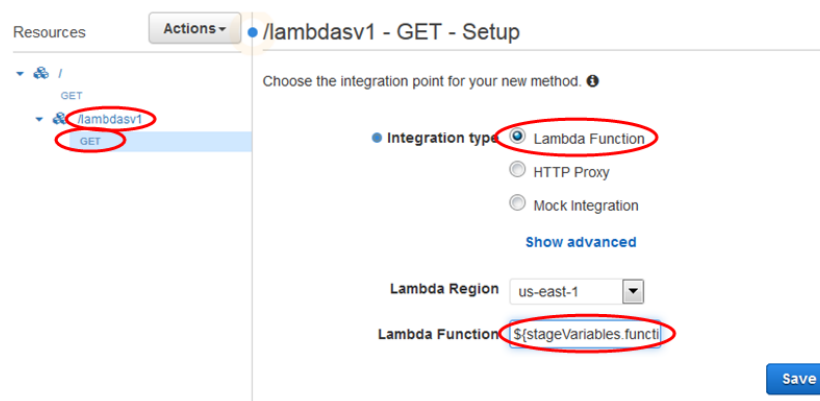 Resources
Actions
/lambdasv1 - GET - Setup
/
GET
/lambdasv1
GET
Choose the integration point for your new method.
Integration type
Lambda Function
HTTP Proxy
Mock Integration
Show advanced
Lambda Region
us-east-1
Lambda Function
${stageVariables.functi
Save